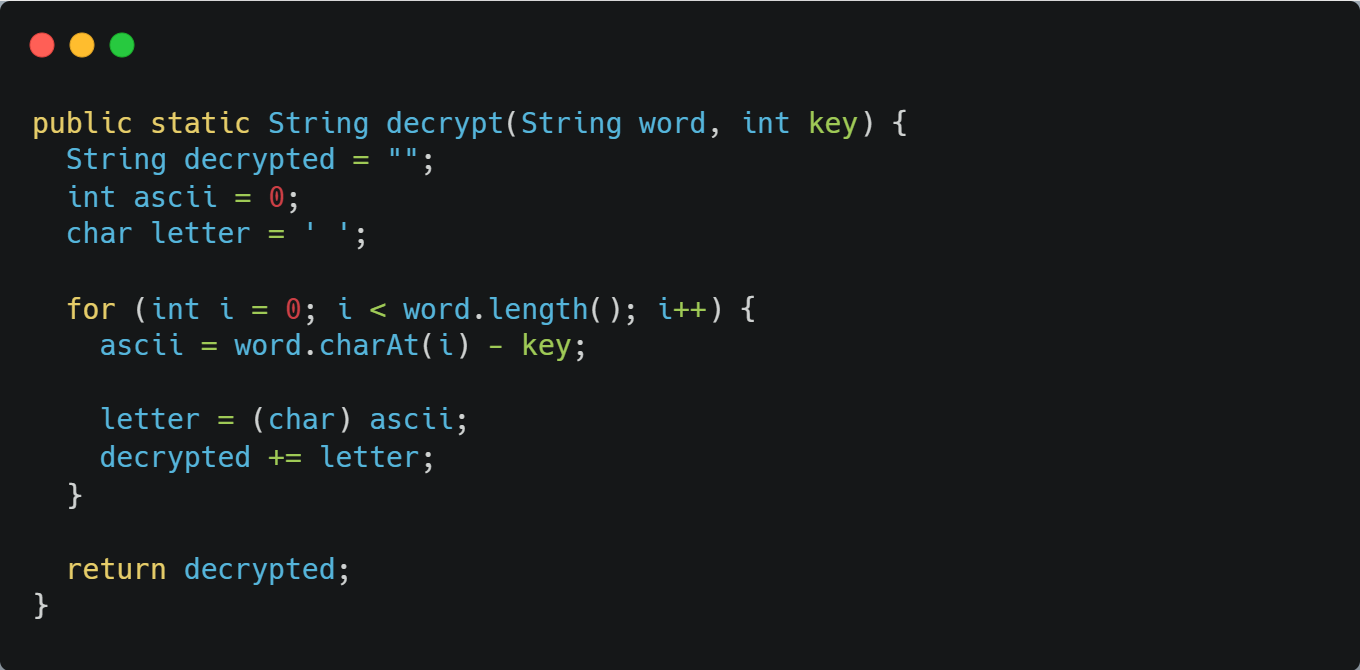 public static String decrypt(String word, int key) {
  String decrypted = "";
  int ascii = 0;
  char letter = ' ';

  for (int i = 0; i < word.length(); i++) {
    ascii = word.charAt(i) - key;

    letter = (char) ascii;
    decrypted += letter;
  }

  return decrypted;
}